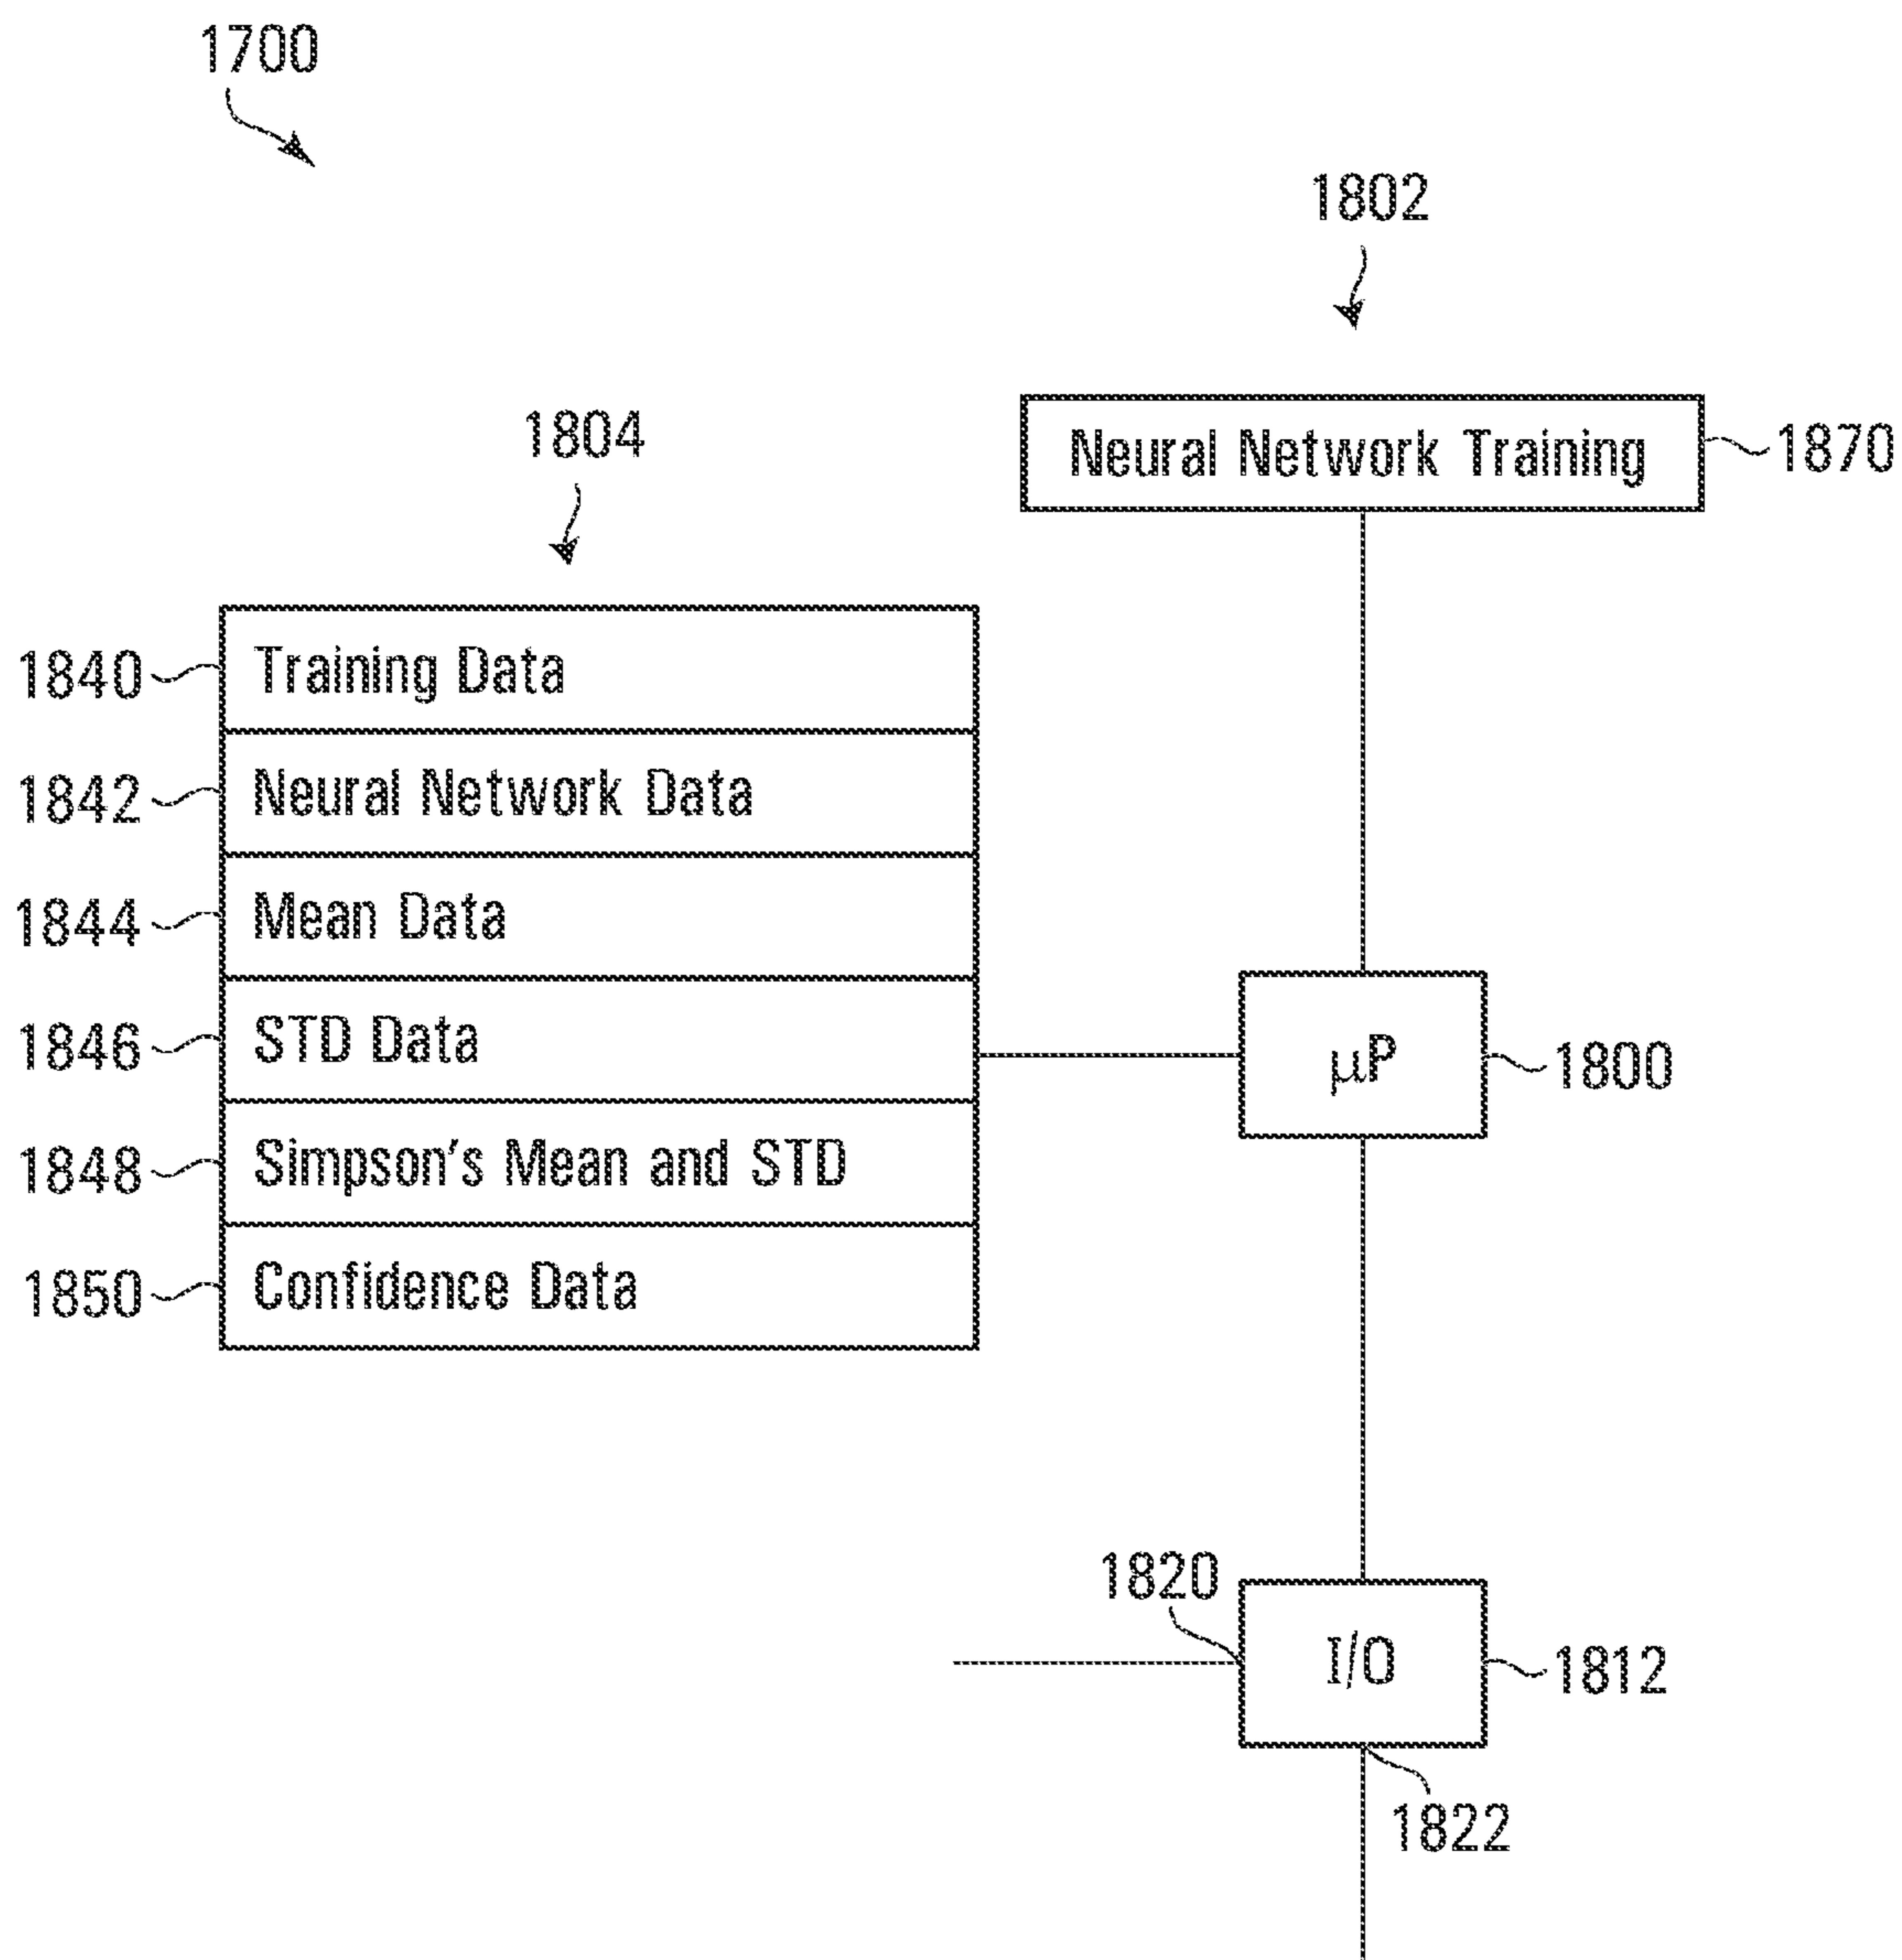 1700
1802
1804
Neural Network Training
1870
1840
Training Data
1842
Neural Network Data
1844
Mean Data
1846
STD Data
µP
1800
1848
Simpson's Mean and STD
1850
Confidence Data
1820
I/O
1812
1822